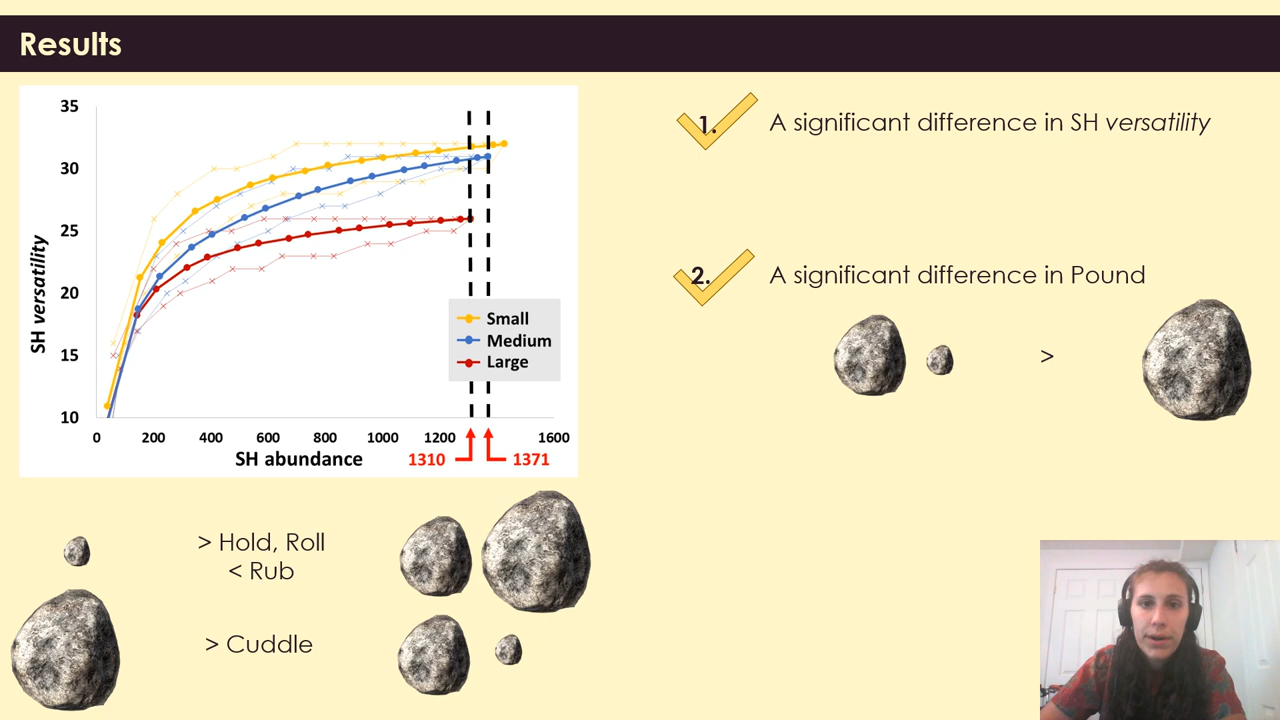 Results
35
30
25
20
15
10
SH versatility
Small
Medium
Large
0 200 400 600 800 1000 1200 1600
SH abundance
1310
1371
1. A significant difference in SH versatility
2. A significant difference in Pound
>
> Hold, Roll
< Rub
> Cuddle